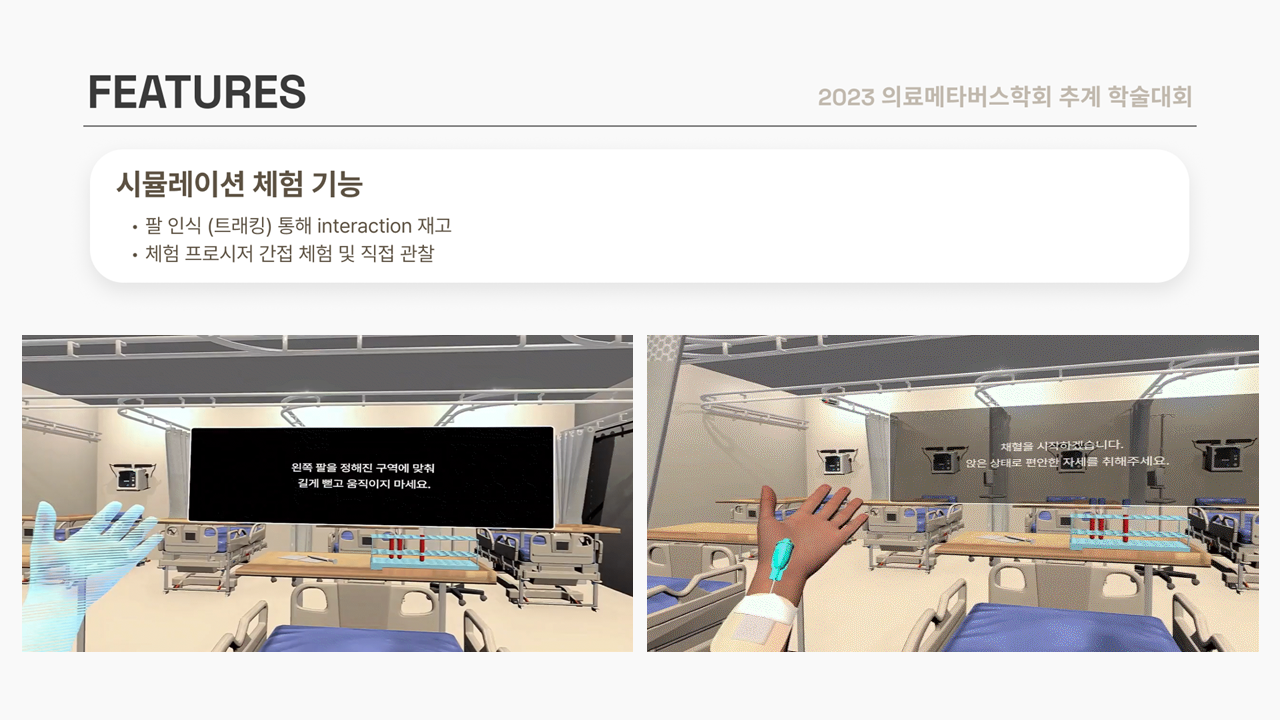 FEATURES
2023 의료메타버스학회 추계 학술대회
시뮬레이션 체험 기능
• 팔 인식 (트래킹) 통해 interaction 재고
• 체험 프로시저 간접 체험 및 직접 관찰
왼쪽 팔을 정해진 구역에 맞춰
길게 뻗고 움직이지 마세요.
채혈을 시작하겠습니다.
앉은 상태로 편안한 자세를 취해주세요.